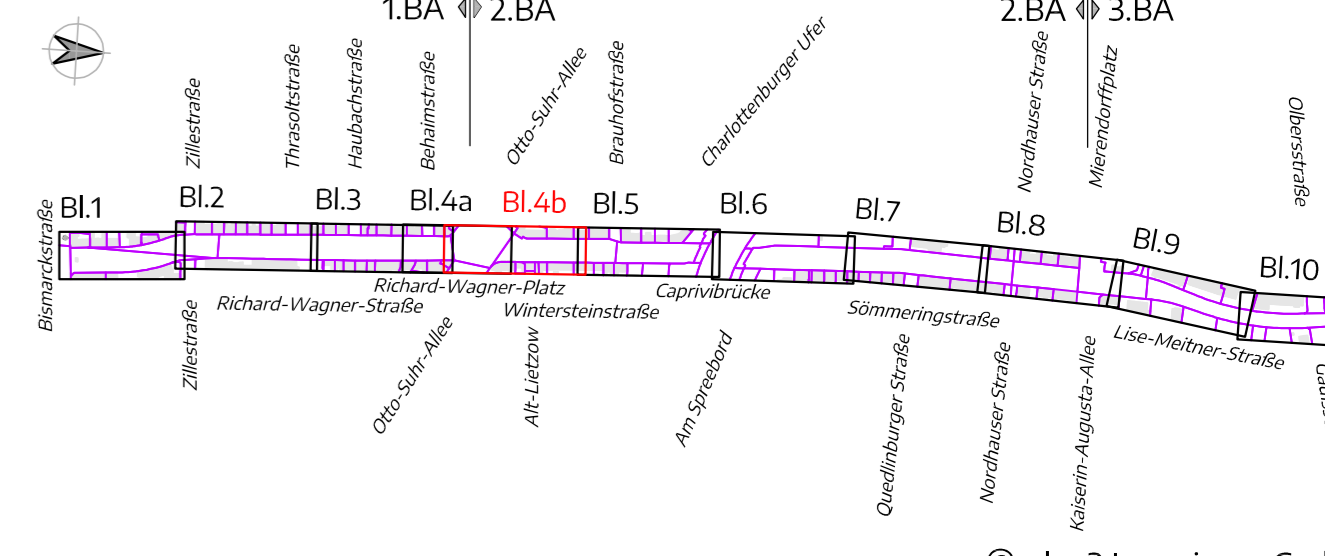 1.BA
2.BA
2.BA
3.BA
Zillestraße
Thrasoltstraße
Haubachstraße
Behaimstraße
Otto-Suhr-Allee
Brauhofstraße
Charlottenburger Ufer
Nordhauser Straße
Mierendorffplatz
Olbersstraße
Bismarckstraße
Bl.1
Bl.2
Bl.3
Bl.4a
Bl.4b
Bl.5
Bl.6
Bl.7
Bl.8
Bl.9
Bl.10
Richard-Wagner-Straße
Richard-Wagner-Platz
Wintersteinstraße
Caprivibrücke
Sömmeringstraße
Lise-Meitner-Straße
Zillestraße
Otto-Suhr-Allee
Alt-Lietzow
Am Spreebord
Quedlinburger Straße
Nordhauser Straße
Kaiserin-Augusta-Allee